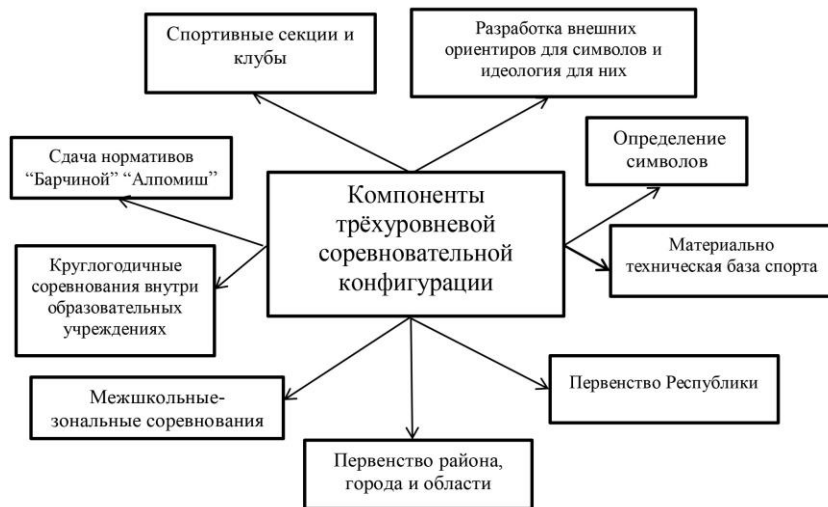 Спортивные секции и
клубы
Разработка внешних
ориентиров для символов и
идеология для них
Сдача нормативов
“Барчиной” “Алпомиш”
Определение
символов
Компоненты
трёхуровневой
соревновательной
конфигурации
Круглогодичные
соревнования внутри
образовательных
учреждениях
Материально
техническая база спорта
Межшкольные-
зональные соревнования
Первенство Республики
Первенство района,
города и области